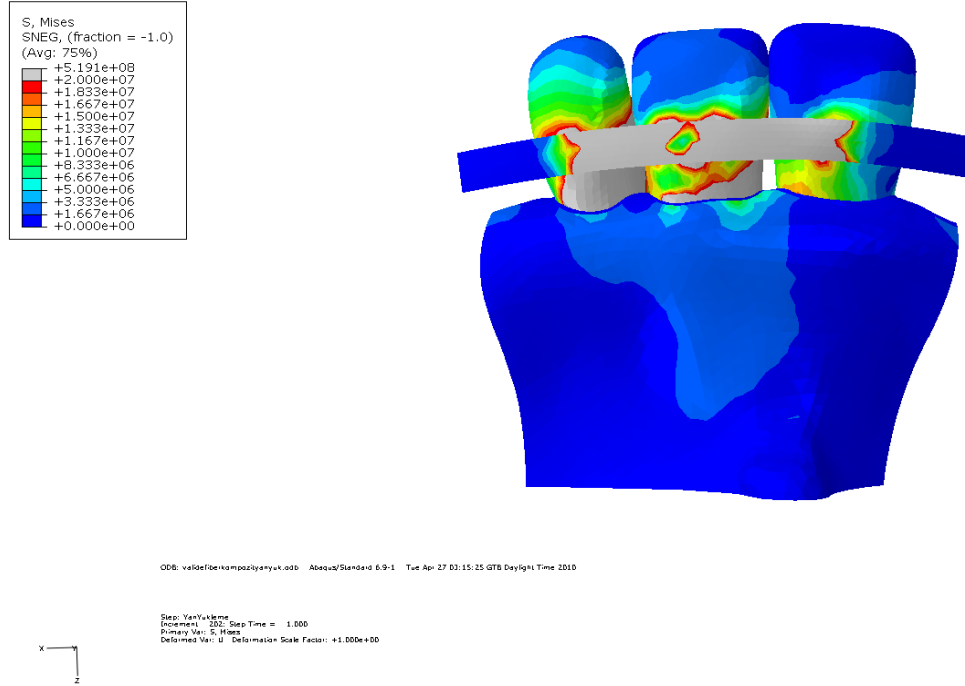 S, Mises
SNEG, (fraction = -1.0)
(Avg: 75%)
+5.191e+08
+2.000e+07
+1.833e+07
+1.667e+07
+1.500e+07
+1.333e+07
+1.167e+07
+1.000e+07
+8.333e+06
+6.667e+06
+5.000e+06
+3.333e+06
+1.667e+06
+0.000e+00
ODB: validefiberkompozityanyuk.odb Abaqus/Standard 6.9-1 Tue Apr 27 03:15:25 GTB Daylight Time 2010
Step: YanYukleme
Increment 202: Step Time = 1.000
Primary Var: S, Mises
Deformed Var: U Deformation Scale Factor: +1.000e+00
X Y
Z